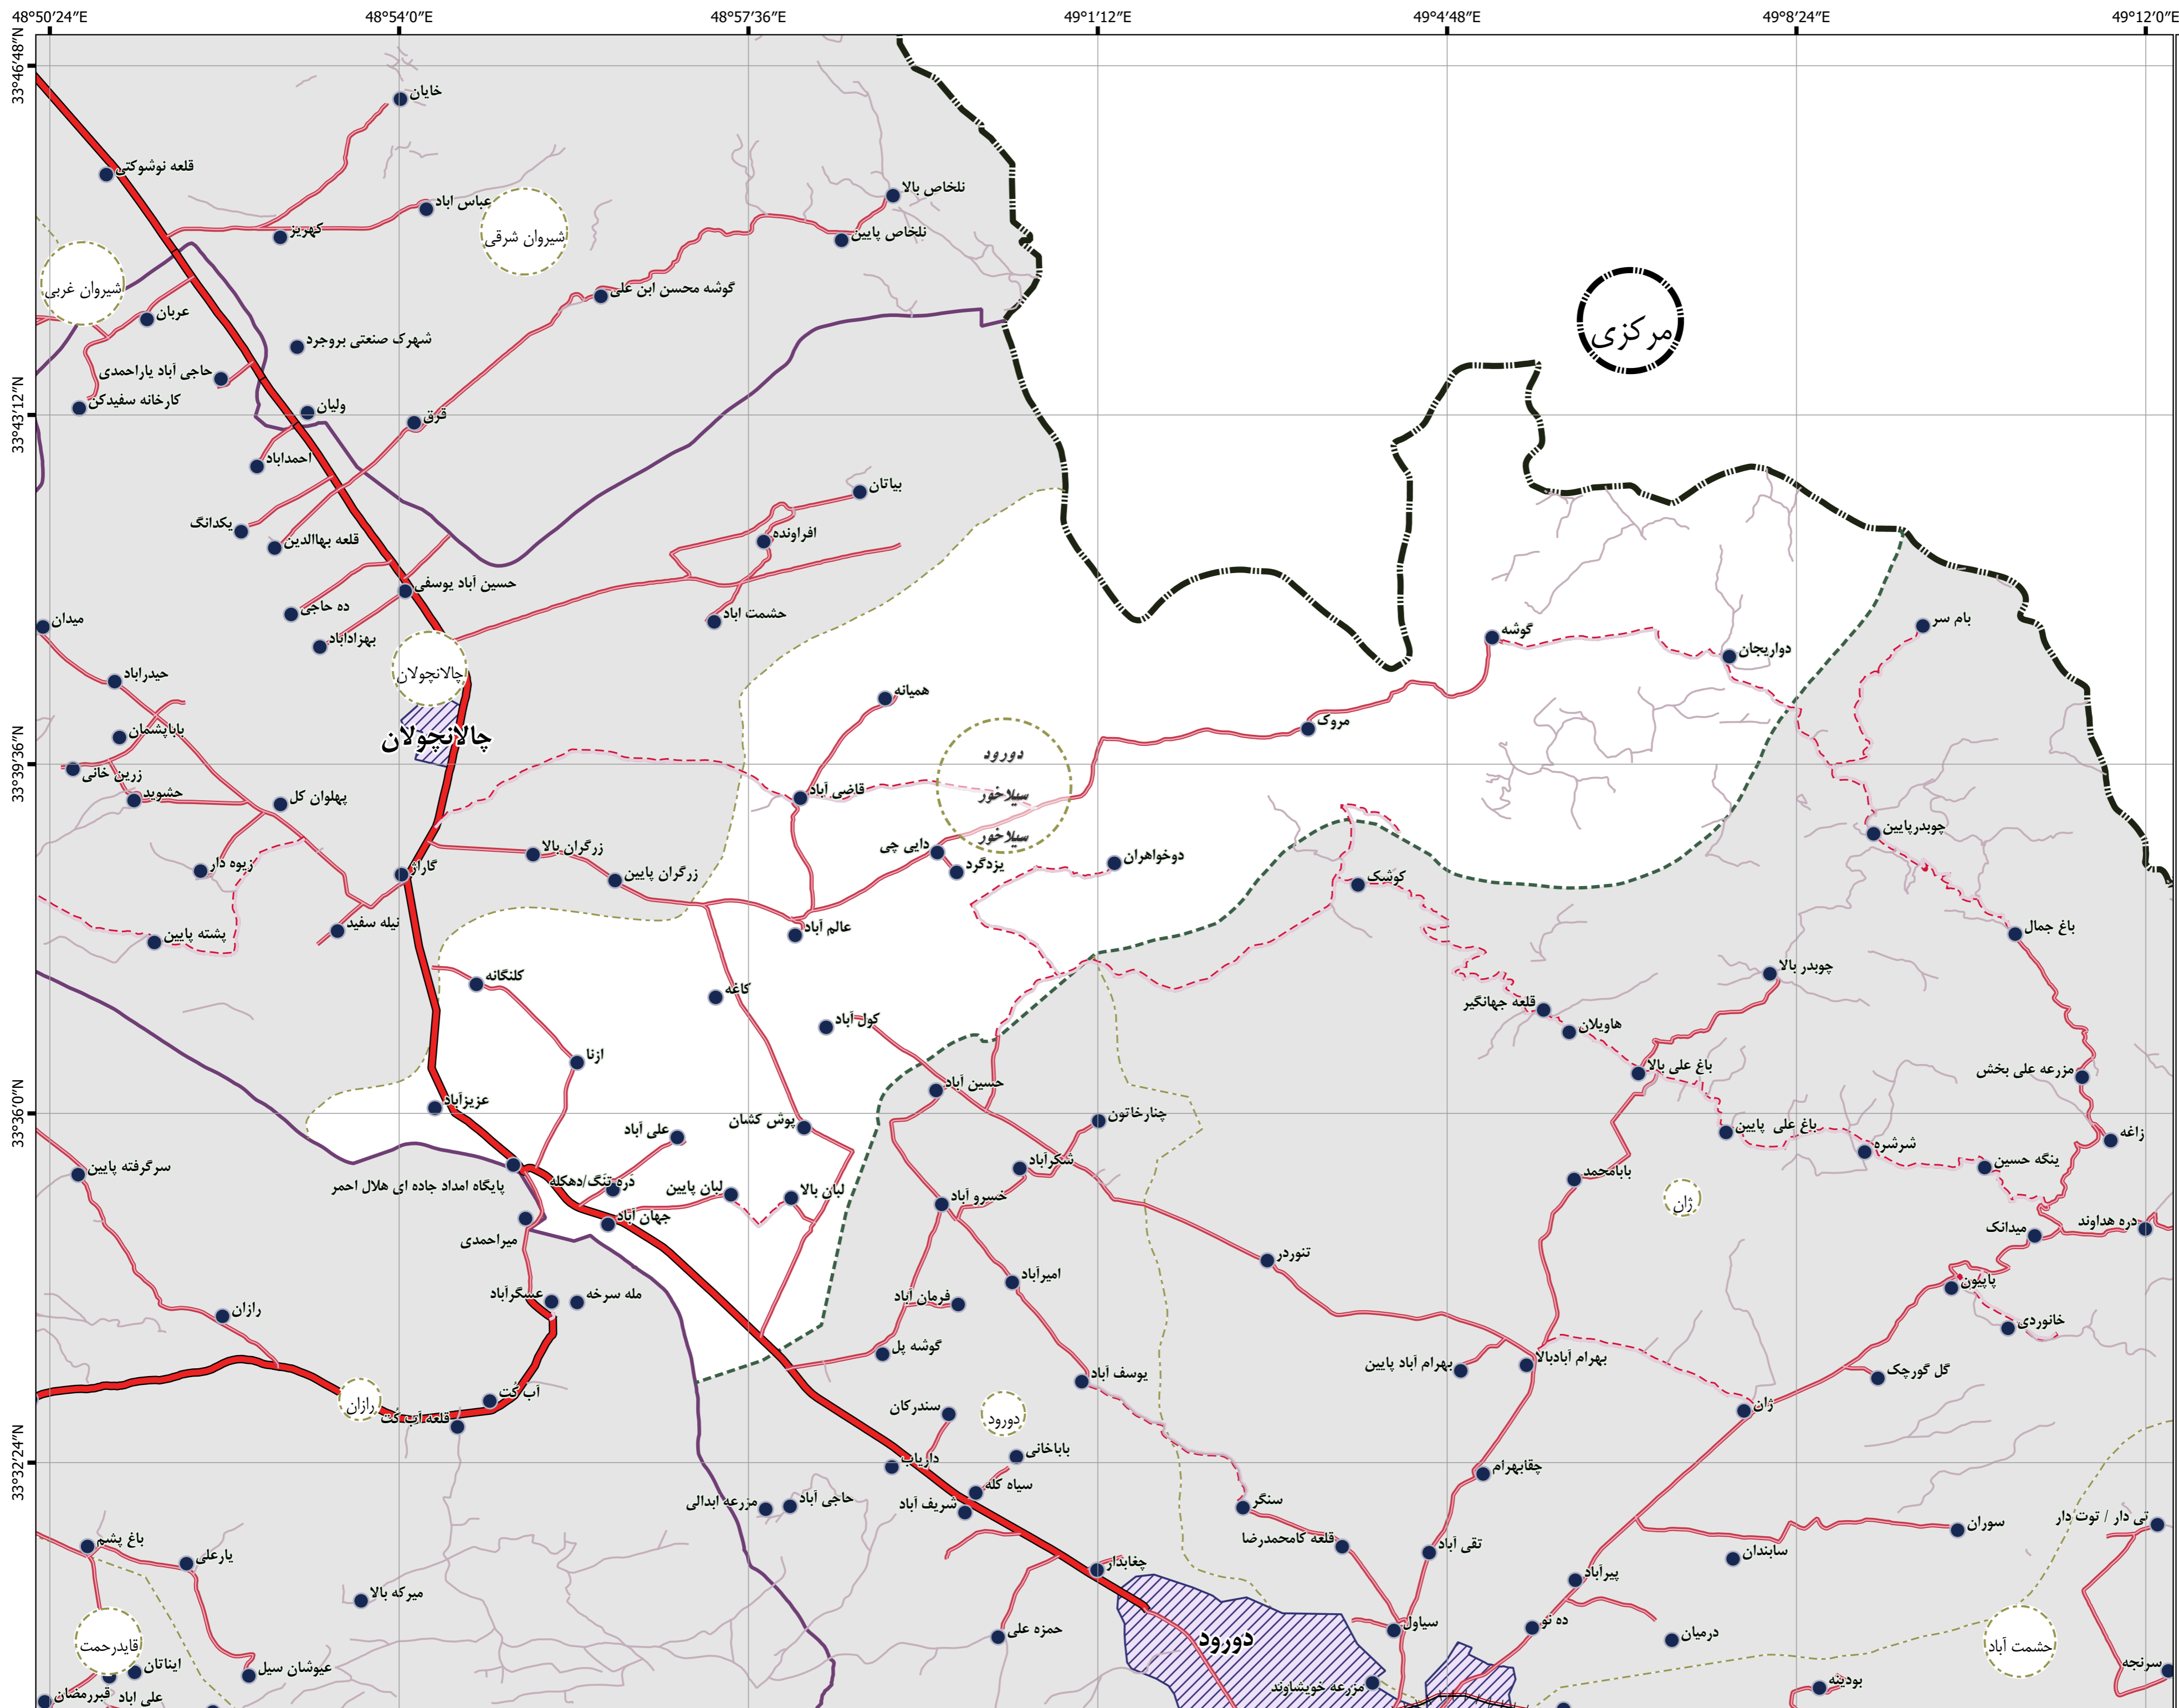 48°50'24"E 48°54'0"E 48°57'36"E 49°1'12"E 49°4'48"E 49°8'24"E 49°12'0"E
33°46'48"N
خایان
قلعه نوشوکتی
نلخاص بالا
عباس اباد
کهریز
شیروان شرقی
نلخاص پایین
شیروان غربی
گوشه محسن ابن علی
عربان
مرکزی
شهرک صنعتی بروجرد
حاجی آباد یاراحمدی
کارخانه سفیدکن
33°43'12"N
ولیان
قرق
احمداباد
بیاتان
یکدانگ
قلعه بهاالدین
افراونده
حسین آباد یوسفی
ده حاجی
حشمت اباد
میدان
بهزاداباد
گوشه
بام سر
دواریجان
حیدراباد
چالانچولان
همیانه
مروک
باباپشمان
چالانچولان
33°39'36"N
دورود
سیلاخور
سیلاخور
زرین خانی
حشوید
پهلوان کل
قاضی آباد
چوبدرپایین
زیوه دار
گاراژ
زرگران بالا
زرگران پایین
دایی چی
یزدگرد
دوخواهران
کوشیک
نیله سفید
پشته پایین
عالم آباد
باغ جمال
کلنگانه
کاغه
چوبدر بالا
قلعه جهانگیر
هاویلان
کول آباد
ازنا
باغ علی بالا
مزرعه علی بخش
حسین آباد
عزیزآباد
33°36'0"N
پوش کشان
چنارخاتون
علی آباد
باغ علی پایین
شرشره
زاغه
سرگرفته پایین
شکرآباد
ینگه حسین
بابامحمد
پایگاه امداد جاده ای هلال احمر
دره تنگ/دهکله
لبان پایین
لبان بالا
خسرو آباد
ژان
جهان آباد
میراحمدی
میدانک
دره هداوند
تنوردر
امیرآباد
پاپیون
عسگرآباد
مله سرخه
فرمان آباد
رازان
خانوردی
گوشه پل
بهرام آباد پایین
بهرام آبادبالا
یوسف آباد
گل گورچک
رازان
آب کت
قلعه آب کت
سندرکان
دورود
ژان
33°32'24"N
باباخانی
داریاب
چقابهرام
سیاه کله
مزرعه ابدالی
حاجی آباد
شریف آباد
سنگر
تی دار / توت دار
سوران
باغ پشم
یارعلی
قلعه کامحمدرضا
تقی آباد
سابندان
چغابدار
پیرآباد
میرکه بالا
قایدرحمت
حمزه علی
دورود
سیاول
ده نو
درمیان
حشمت آباد
ایناتان
عیوشان سیل
سرنجه
قبررمضان
علی اباد
مزرعه خویشاوند
بودینه